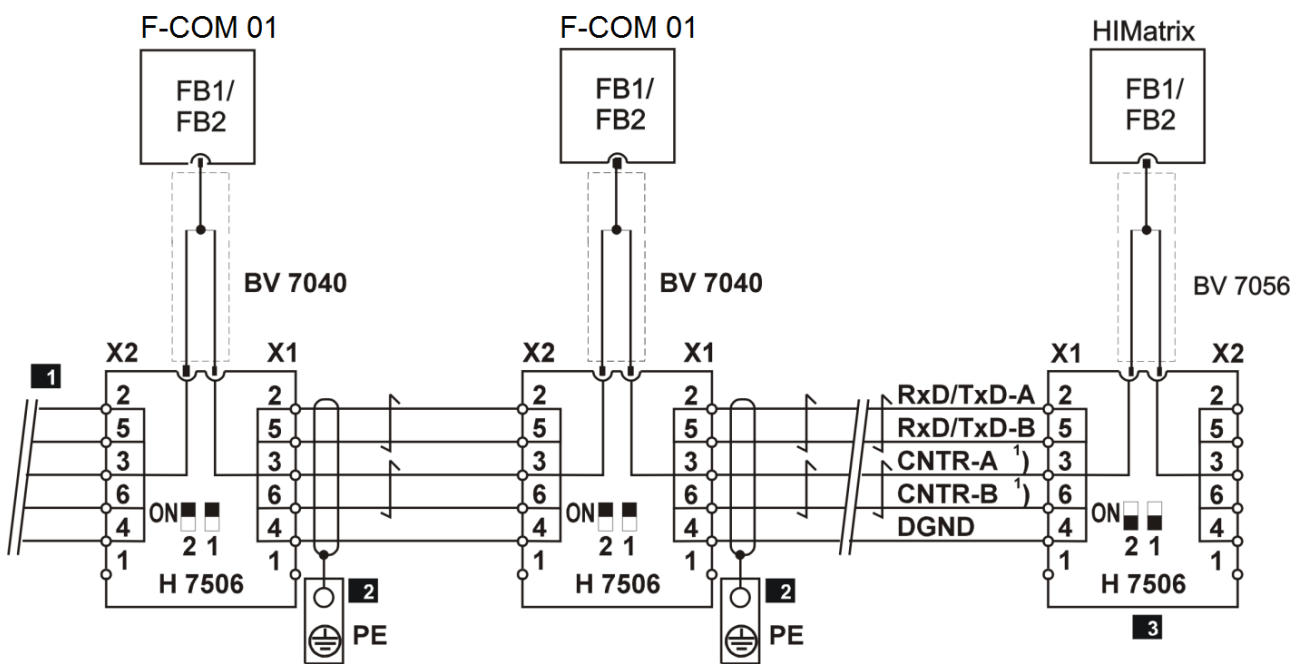 F-COM 01 F-COM 01 HIMatrix
FB1/ FB1/ FB1/
FB2 FB2 FB2
BV 7040 BV 7040 BV 7056
X2 X1 X2 X1 X1 X2
1
2 2 2 2 RxD/TxD-A 2 2
5 5 5 5 RxD/TxD-B 5 5
3 3 3 3 CNTR-A 1) 3 3
6 6 6 6 CNTR-B 1) 6 6
ON ON ON
4 4 4 4 DGND 4 4
2 1 2 1 2 1
1 1 1 1 1 1
H 7506 2 H 7506 2 H 7506
PE PE 3